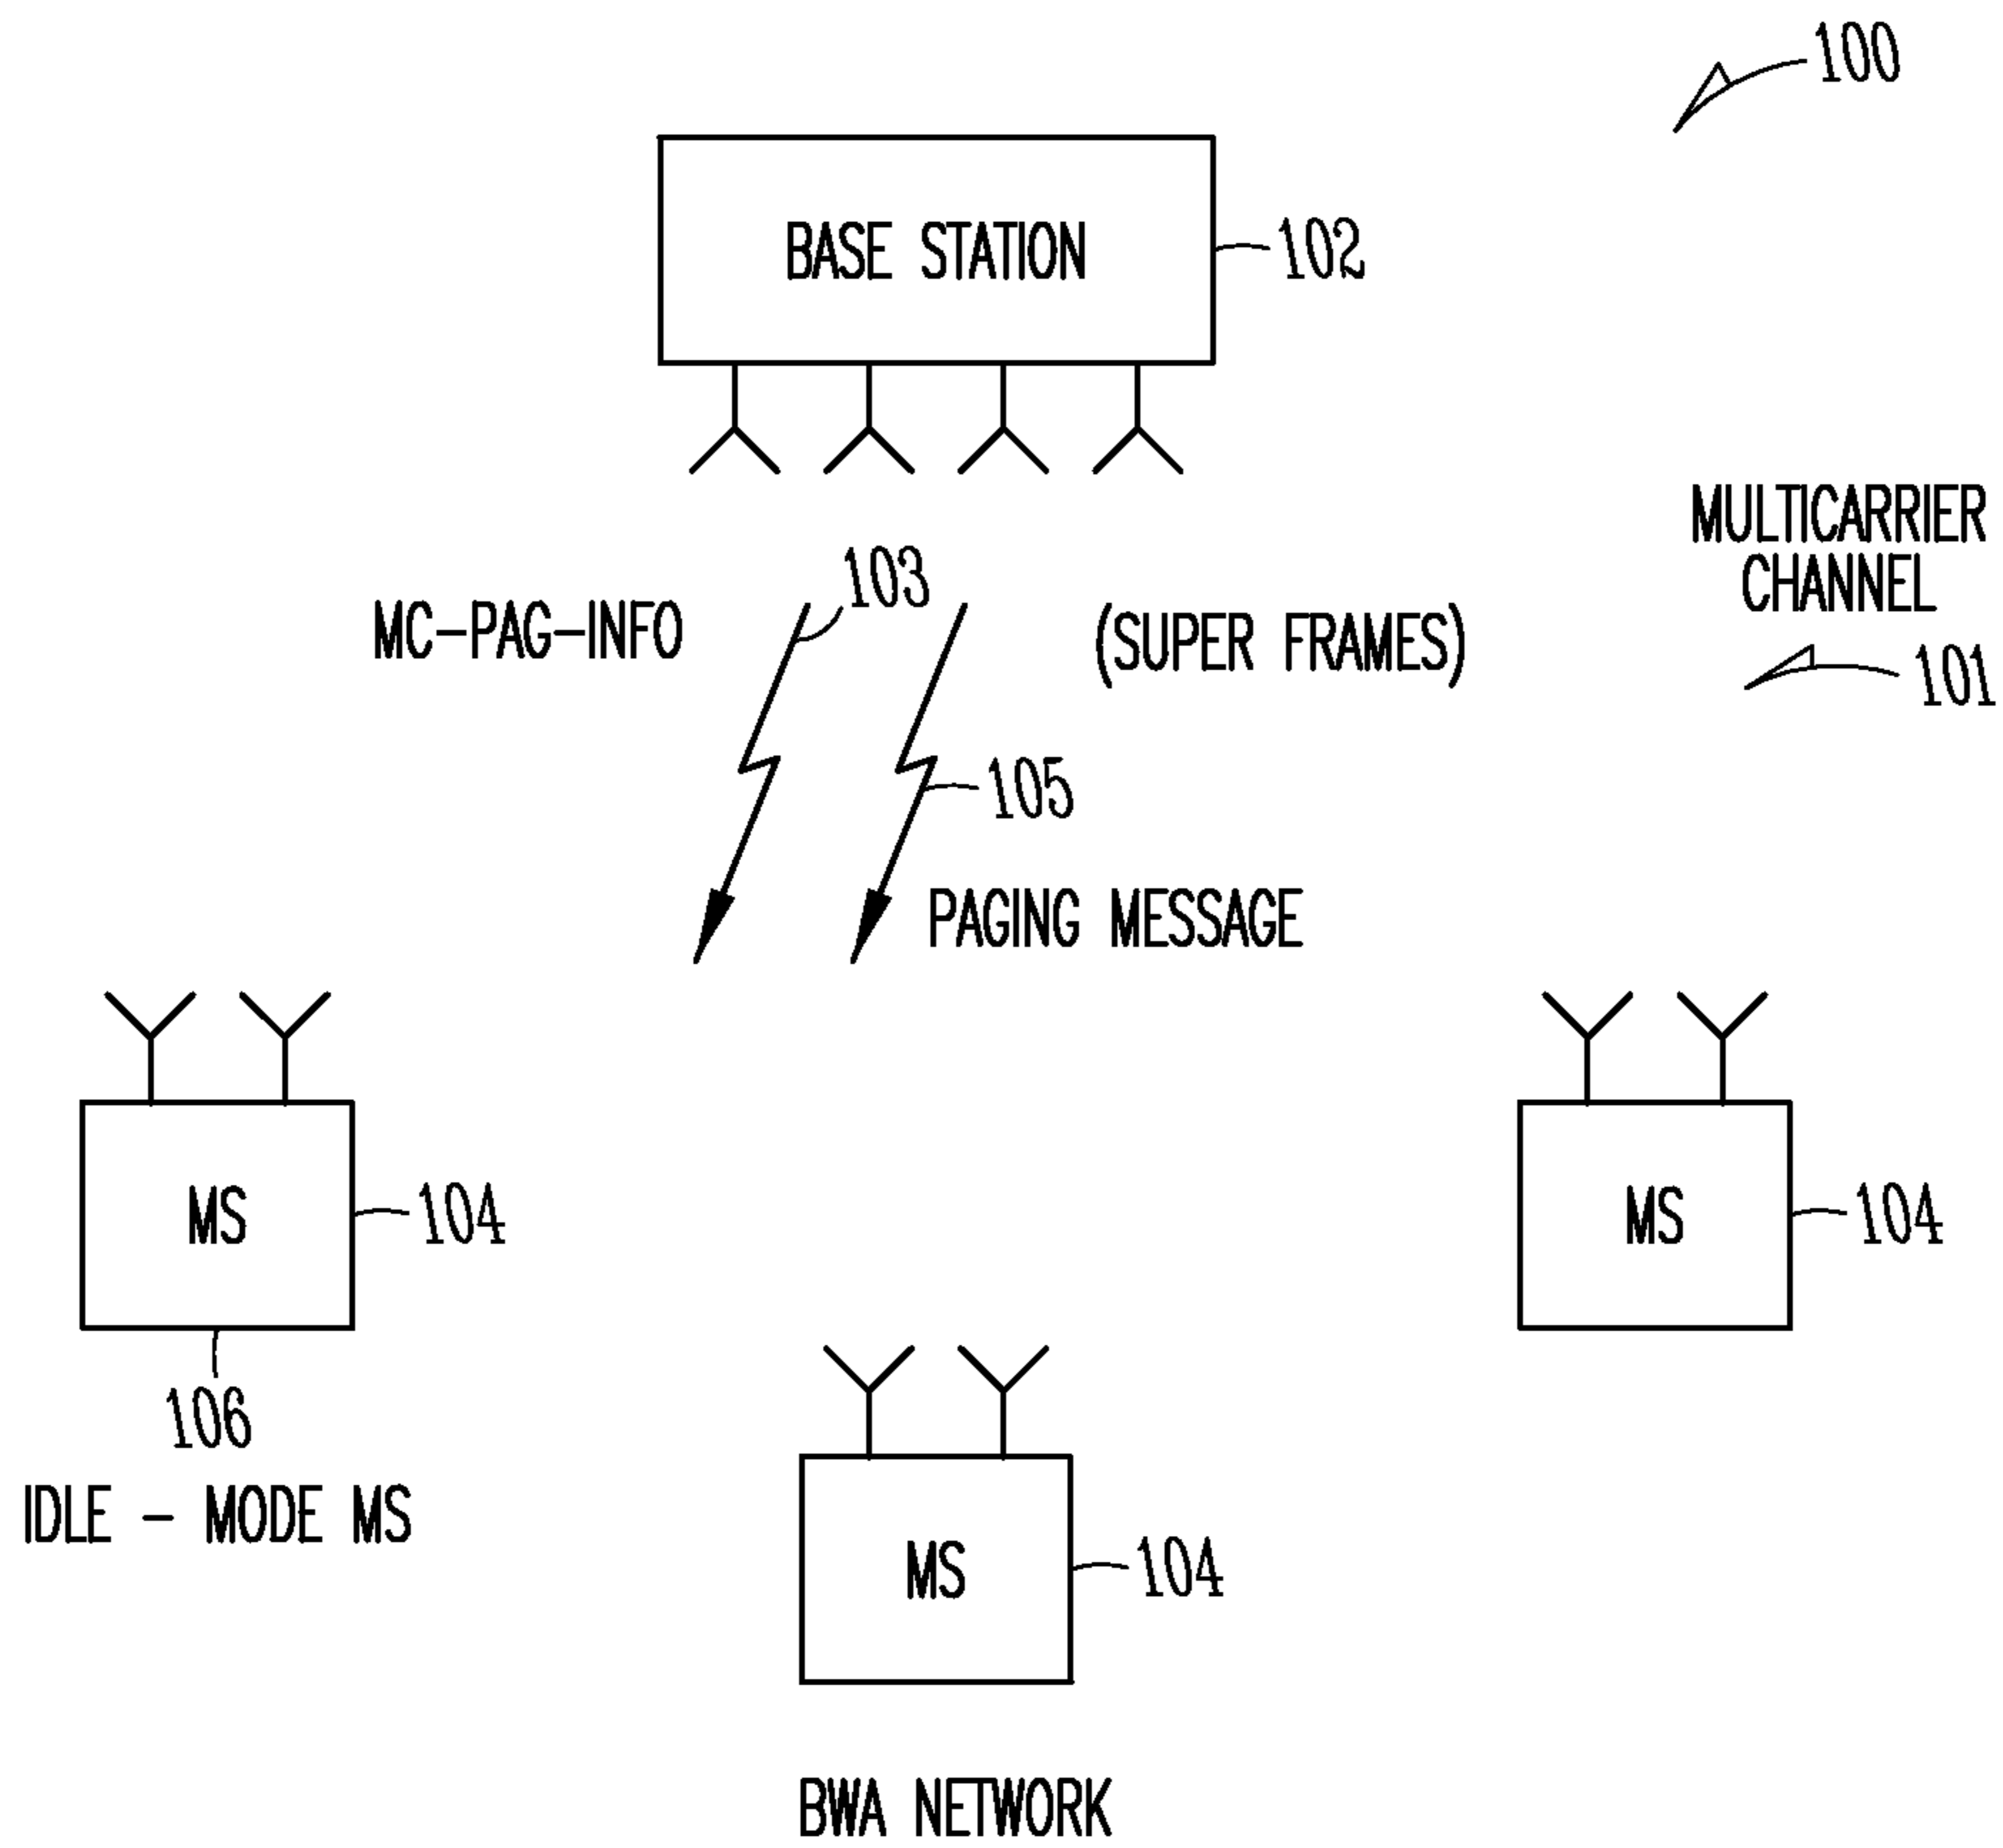 100
BASE STATION
102
MULTICARRIER
CHANNEL
101
103
MC-PAG-INFO
(SUPER FRAMES)
105
PAGING MESSAGE
MS
104
106
IDLE - MODE MS
MS
104
MS
104
BWA NETWORK